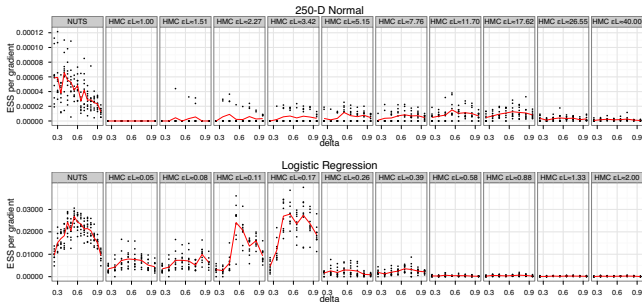 250-D Normal
NUTS HMC εL=1.00 HMC εL=1.51 HMC εL=2.27 HMC εL=3.42 HMC εL=5.15 HMC εL=7.76 HMC εL=11.70 HMC εL=17.62 HMC εL=26.55 HMC εL=40.00
ESS per gradient
0.00012
0.00010
0.00008
0.00006
0.00004
0.00002
0.00000
0.3 0.6 0.9 0.3 0.6 0.9 0.3 0.6 0.9 0.3 0.6 0.9 0.3 0.6 0.9 0.3 0.6 0.9 0.3 0.6 0.9 0.3 0.6 0.9 0.3 0.6 0.9 0.3 0.6 0.9 0.3 0.6 0.9
delta
Logistic Regression
NUTS HMC εL=0.05 HMC εL=0.08 HMC εL=0.11 HMC εL=0.17 HMC εL=0.26 HMC εL=0.39 HMC εL=0.58 HMC εL=0.88 HMC εL=1.33 HMC εL=2.00
ESS per gradient
0.03000
0.02000
0.01000
0.00000
0.3 0.6 0.9 0.3 0.6 0.9 0.3 0.6 0.9 0.3 0.6 0.9 0.3 0.6 0.9 0.3 0.6 0.9 0.3 0.6 0.9 0.3 0.6 0.9 0.3 0.6 0.9 0.3 0.6 0.9 0.3 0.6 0.9
delta